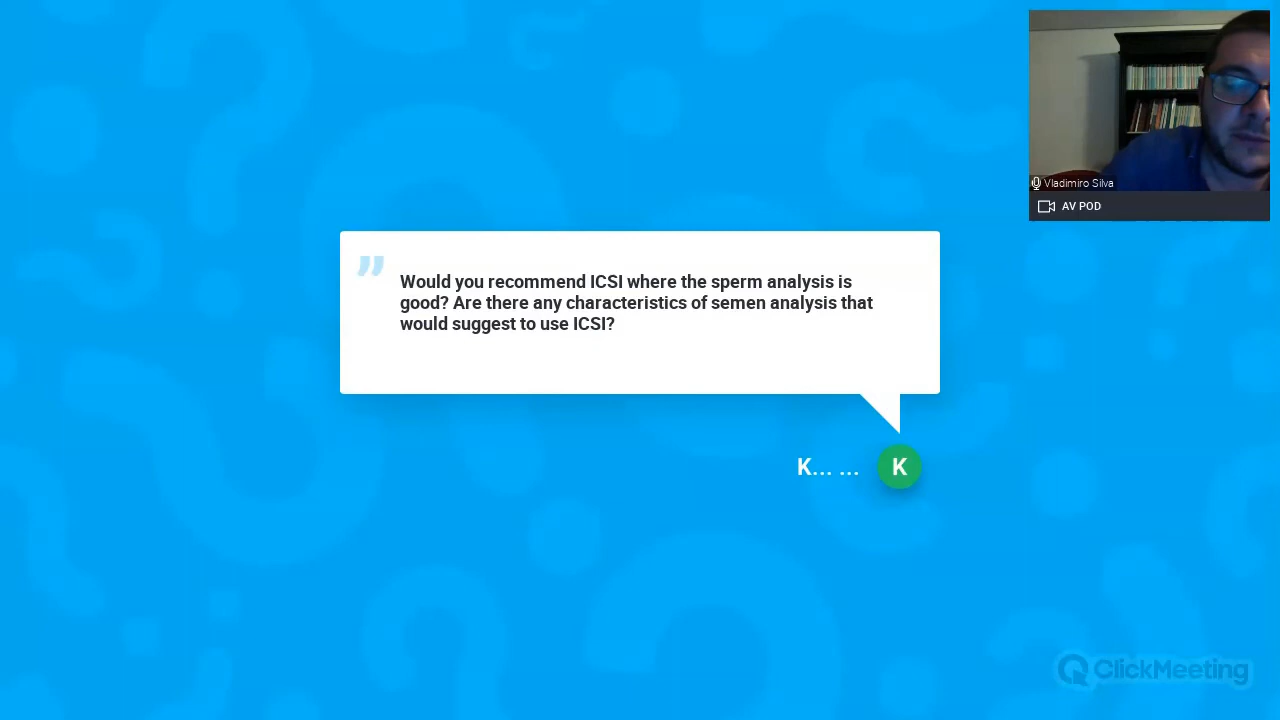 Vladimiro Silva
AV POD
Would you recommend ICSI where the sperm analysis is
good? Are there any characteristics of semen analysis that
would suggest to use ICSI?
K... ...
K
ClickMeeting